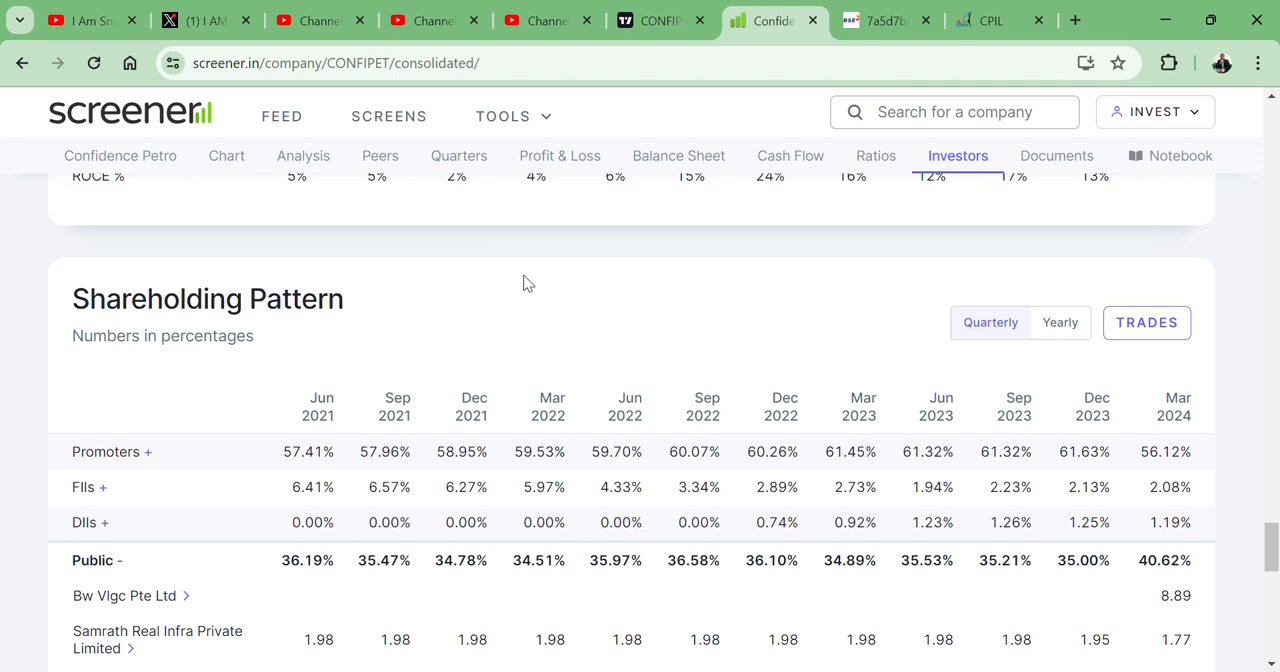 I Am Sm
(1) I AM
Channel
Channel
Channel
CONFIP
Confide
BSE 7a5d7b
CPIL
screener.in/company/CONFIPET/consolidated/
screener FEED SCREENS TOOLS Search for a company INVEST
Confidence Petro Chart Analysis Peers Quarters Profit & Loss Balance Sheet Cash Flow Ratios Investors Documents Notebook
ROCE % 5% 5% 2% 4% 6% 15% 24% 16% 12% 17% 13%
Shareholding Pattern
Numbers in percentages
Quarterly Yearly TRADES
Jun 2021 Sep 2021 Dec 2021 Mar 2022 Jun 2022 Sep 2022 Dec 2022 Mar 2023 Jun 2023 Sep 2023 Dec 2023 Mar 2024
Promoters + 57.41% 57.96% 58.95% 59.53% 59.70% 60.07% 60.26% 61.45% 61.32% 61.32% 61.63% 56.12%
FIIs + 6.41% 6.57% 6.27% 5.97% 4.33% 3.34% 2.89% 2.73% 1.94% 2.23% 2.13% 2.08%
DIIs + 0.00% 0.00% 0.00% 0.00% 0.00% 0.00% 0.74% 0.92% 1.23% 1.26% 1.25% 1.19%
Public - 36.19% 35.47% 34.78% 34.51% 35.97% 36.58% 36.10% 34.89% 35.53% 35.21% 35.00% 40.62%
Bw Vlgc Pte Ltd > 8.89
Samrath Real Infra Private
Limited > 1.98 1.98 1.98 1.98 1.98 1.98 1.98 1.98 1.98 1.98 1.95 1.77